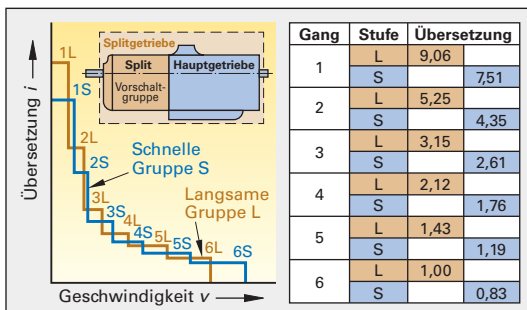 Übersetzung i
1L
1S
2L
2S
3L
3S
4L
4S
5L
5S
6L
6S
Splitgetriebe
Split
Hauptgetriebe
Vorschalt-
gruppe
Schnelle
Gruppe S
Langsame
Gruppe L
Geschwindigkeit v
Gang Stufe Übersetzung
1 L 9,06
S 7,51
2 L 5,25
S 4,35
3 L 3,15
S 2,61
4 L 2,12
S 1,76
5 L 1,43
S 1,19
6 L 1,00
S 0,83